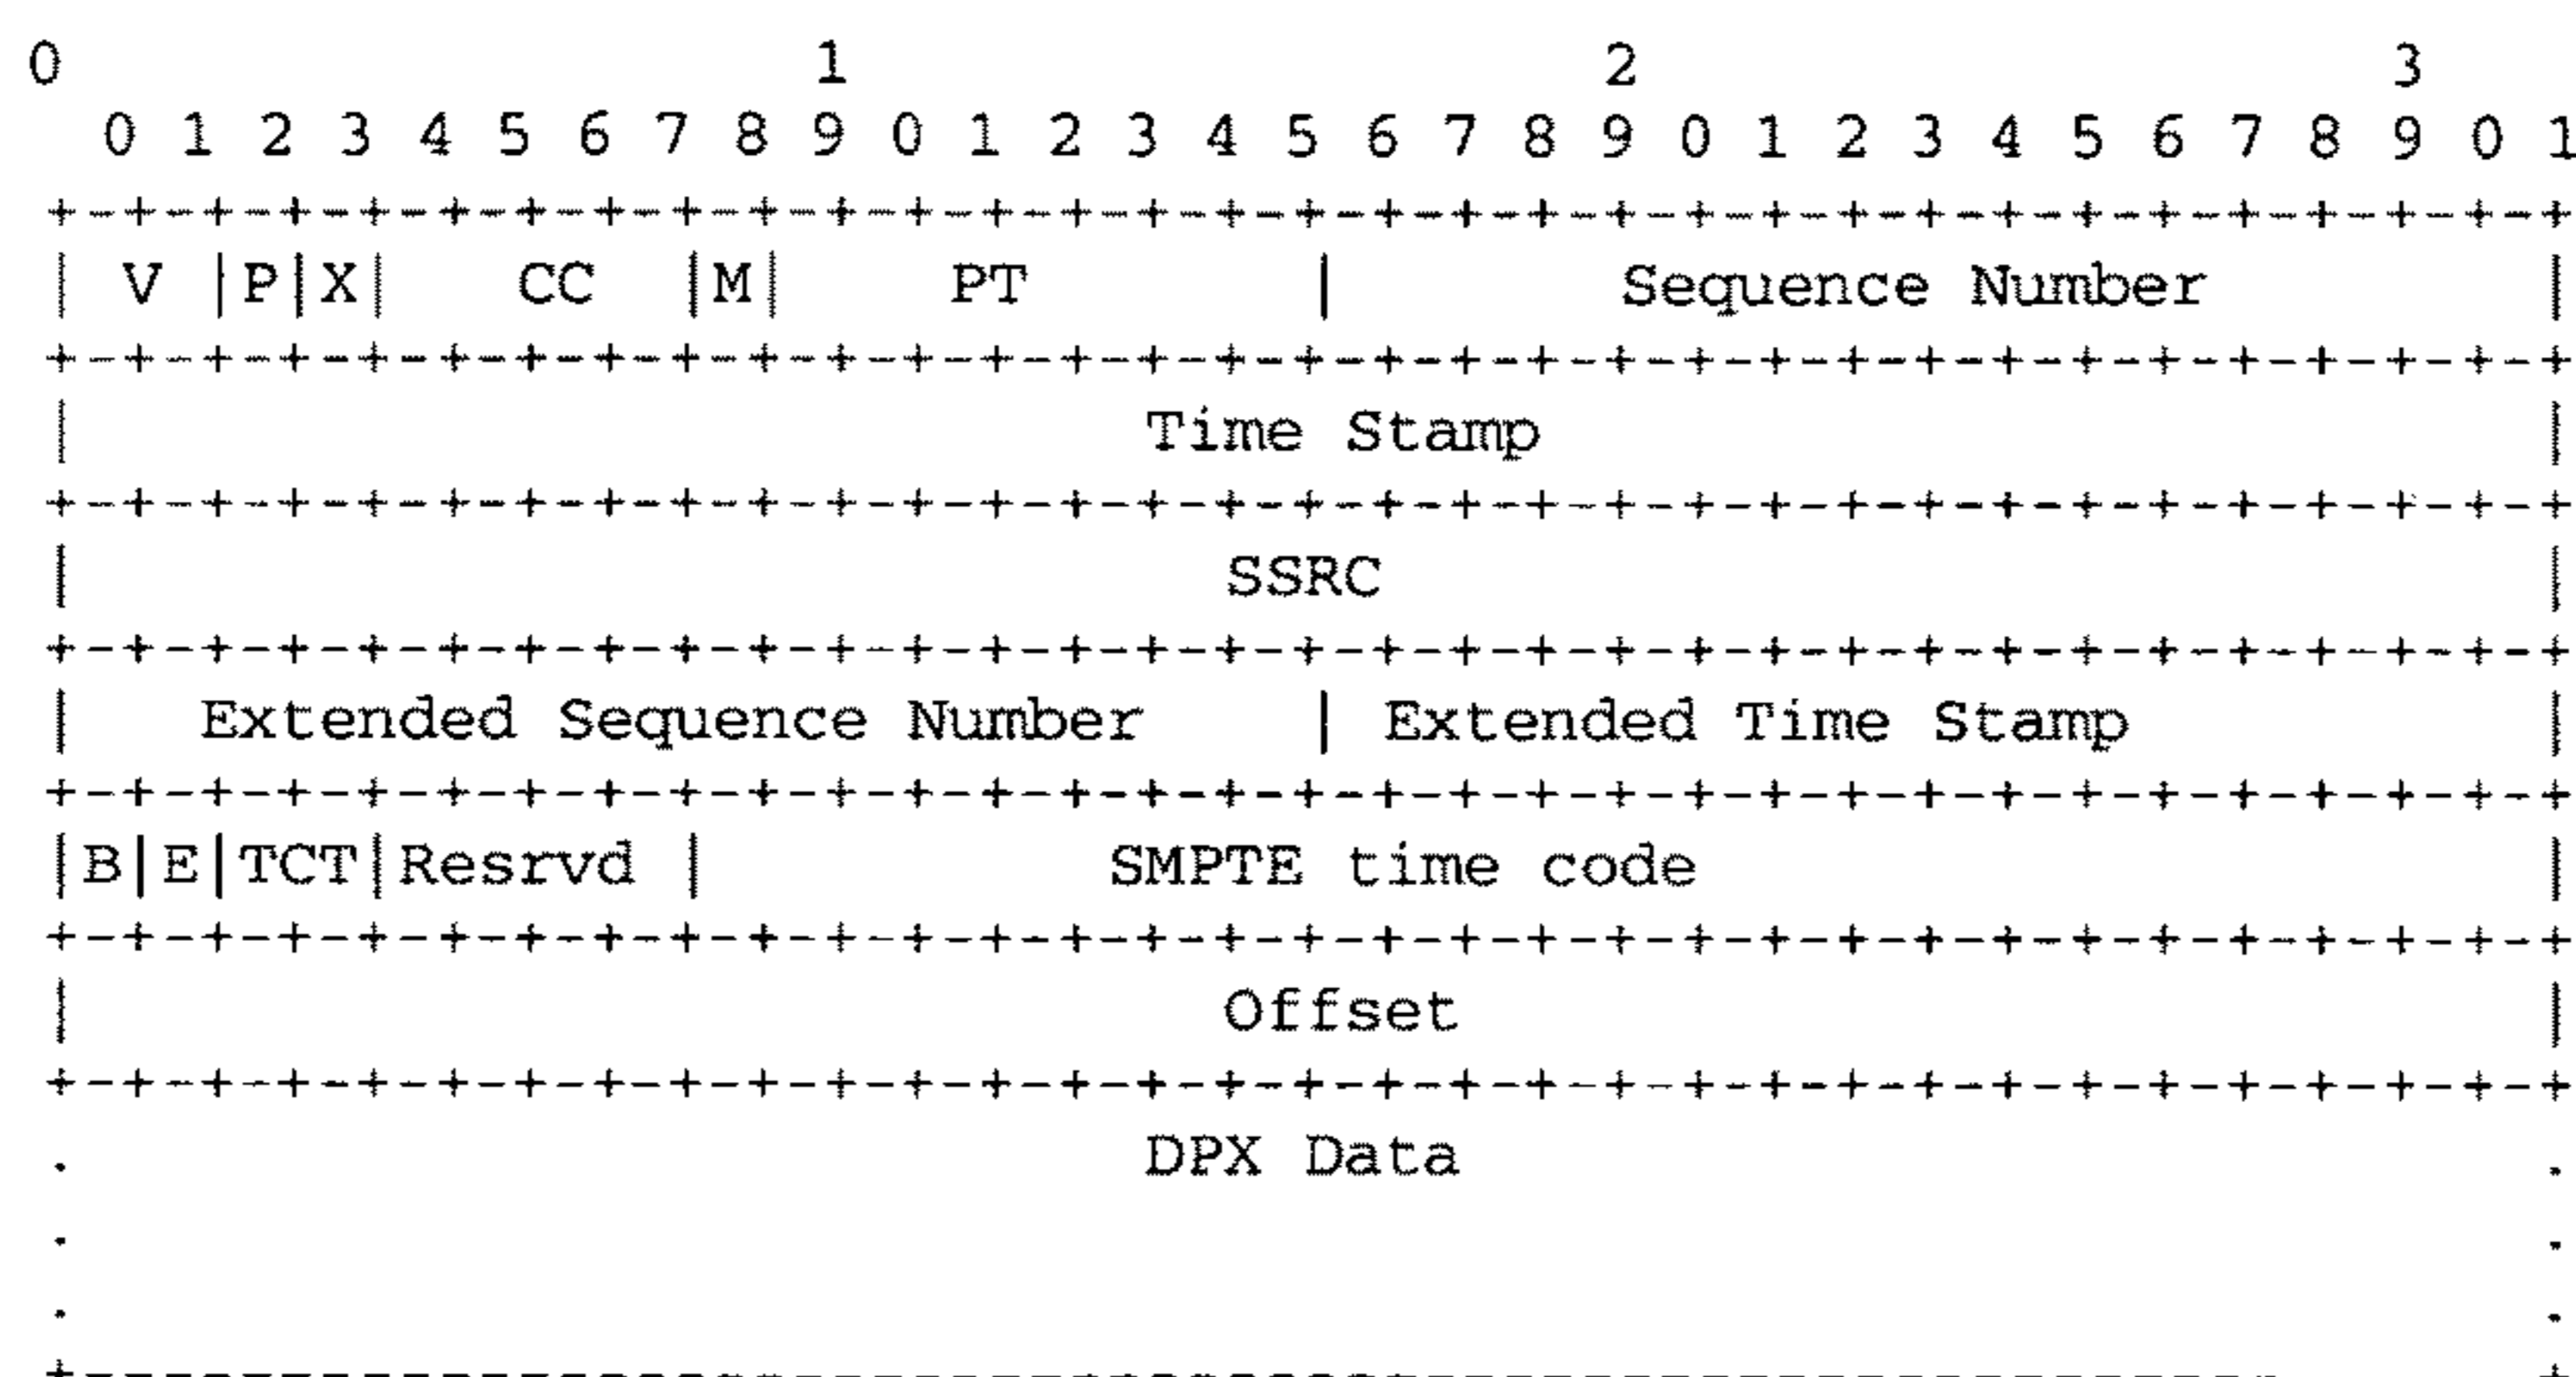 0 1 2 3
0 1 2 3 4 5 6 7 8 9 0 1 2 3 4 5 6 7 8 9 0 1 2 3 4 5 6 7 8 9 0 1
+-+-+-+-+-+-+-+-+-+-+-+-+-+-+-+-+-+-+-+-+-+-+-+-+-+-+-+-+-+-+-+-+
| V |P|X| CC |M| PT | Sequence Number |
+-+-+-+-+-+-+-+-+-+-+-+-+-+-+-+-+-+-+-+-+-+-+-+-+-+-+-+-+-+-+-+-+
| Time Stamp |
+-+-+-+-+-+-+-+-+-+-+-+-+-+-+-+-+-+-+-+-+-+-+-+-+-+-+-+-+-+-+-+-+
| SSRC |
+-+-+-+-+-+-+-+-+-+-+-+-+-+-+-+-+-+-+-+-+-+-+-+-+-+-+-+-+-+-+-+-+
| Extended Sequence Number | Extended Time Stamp |
+-+-+-+-+-+-+-+-+-+-+-+-+-+-+-+-+-+-+-+-+-+-+-+-+-+-+-+-+-+-+-+-+
|B|E|TCT|Resrvd | SMPTE time code |
+-+-+-+-+-+-+-+-+-+-+-+-+-+-+-+-+-+-+-+-+-+-+-+-+-+-+-+-+-+-+-+-+
| Offset |
+-+-+-+-+-+-+-+-+-+-+-+-+-+-+-+-+-+-+-+-+-+-+-+-+-+-+-+-+-+-+-+-+
. DPX Data .
. .
. .
+---------------------------------------------------------------+